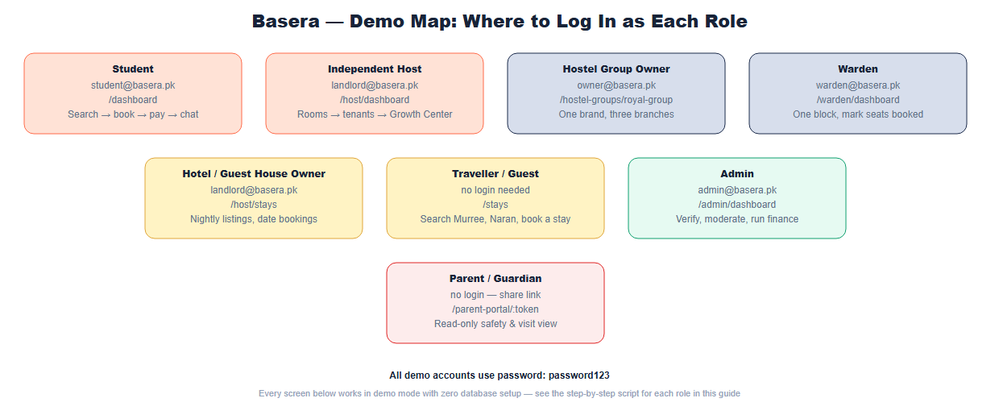 Basera — Demo Map: Where to Log In as Each Role
Student
student@basera.pk
/dashboard
Search → book → pay → chat
Independent Host
landlord@basera.pk
/host/dashboard
Rooms → tenants → Growth Center
Hostel Group Owner
owner@basera.pk
/hostel-groups/royal-group
One brand, three branches
Warden
warden@basera.pk
/warden/dashboard
One block, mark seats booked
Hotel / Guest House Owner
landlord@basera.pk
/host/stays
Nightly listings, date bookings
Traveller / Guest
no login needed
/stays
Search Murree, Naran, book a stay
Admin
admin@basera.pk
/admin/dashboard
Verify, moderate, run finance
Parent / Guardian
no login — share link
/parent-portal/:token
Read-only safety & visit view
All demo accounts use password: password123
Every screen below works in demo mode with zero database setup — see the step-by-step script for each role in this guide